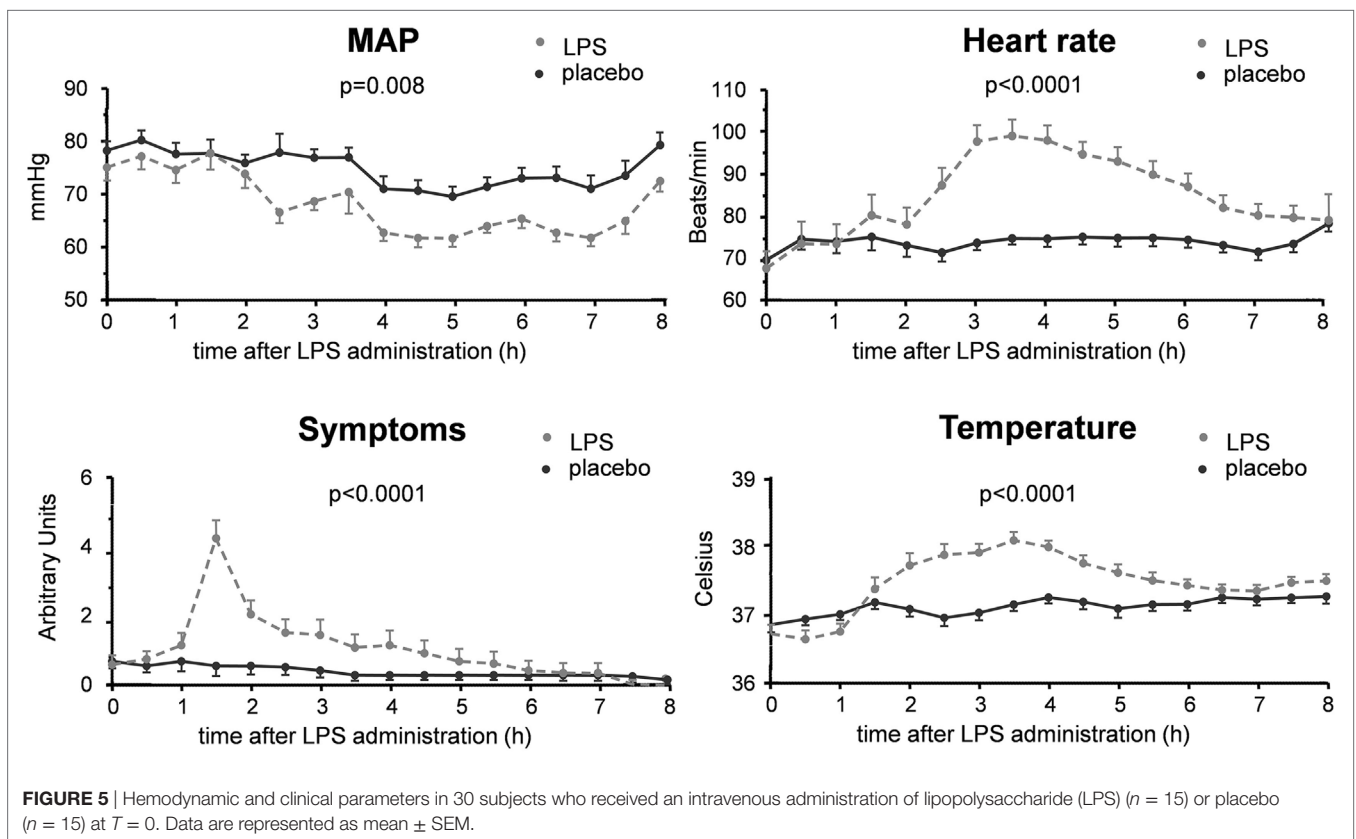 MAP
LPS
placebo
p=0.008
90
80
70
60
50
mmHg
0 1 2 3 4 5 6 7 8
time after LPS administration (h)
Heart rate
LPS
placebo
p<0.0001
110
100
90
80
70
60
Beats/min
0 1 2 3 4 5 6 7 8
time after LPS administration (h)
Symptoms
LPS
placebo
p<0.0001
6
4
2
0
Arbitrary Units
0 1 2 3 4 5 6 7 8
time after LPS administration (h)
Temperature
LPS
placebo
p<0.0001
39
38
37
36
Celsius
0 1 2 3 4 5 6 7 8
time after LPS administration (h)
FIGURE 5 | Hemodynamic and clinical parameters in 30 subjects who received an intravenous administration of lipopolysaccharide (LPS) (n = 15) or placebo
(n = 15) at T = 0. Data are represented as mean ± SEM.